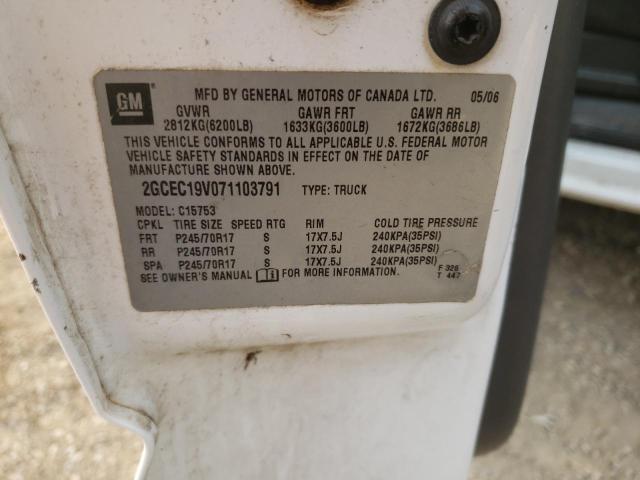 GM
MFD BY GENERAL MOTORS OF CANADA LTD. 05/06
GVWR GAWR FRT GAWR RR
2812KG(6200LB) 1633KG(3600LB) 1672KG(3686LB)
THIS VEHICLE CONFORMS TO ALL APPLICABLE U.S. FEDERAL MOTOR
VEHICLE SAFETY STANDARDS IN EFFECT ON THE DATE OF
MANUFACTURE SHOWN ABOVE.
2GCEC19V071103791 TYPE: TRUCK
MODEL: C15753
CPKL TIRE SIZE SPEED RTG RIM COLD TIRE PRESSURE
FRT P245/70R17 S 17X7.5J 240KPA(35PSI)
RR P245/70R17 S 17X7.5J 240KPA(35PSI)
SPA P245/70R17 S 17X7.5J 240KPA(35PSI)
SEE OWNER'S MANUAL FOR MORE INFORMATION. F 326
T 447